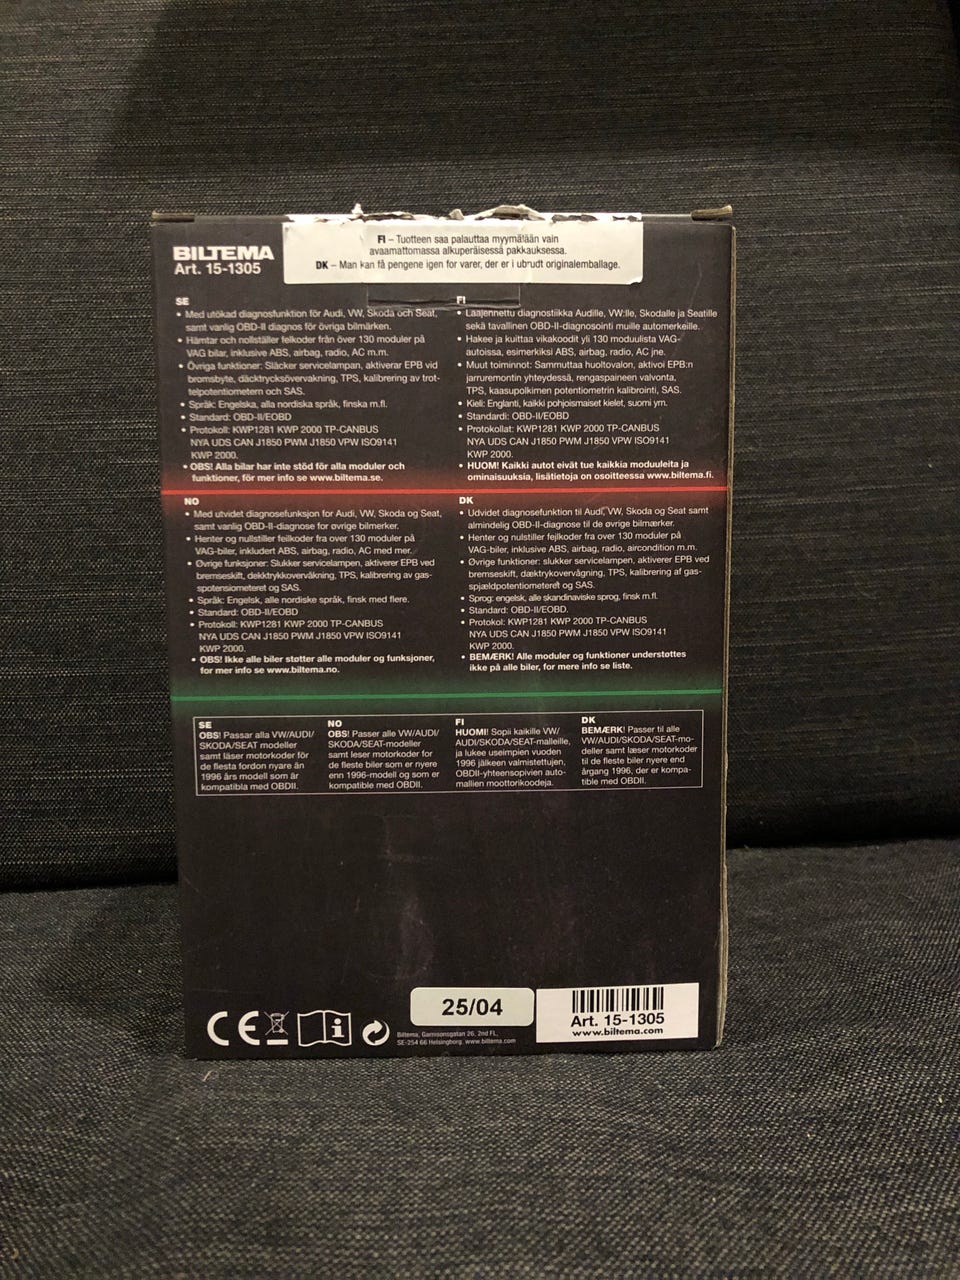 FI – Tuotteen saa palauttaa myymälään vain
avaamattomassa alkuperäisessä pakkauksessa.
DK – Man kan få pengene igen for varer, der er i ubrudt originalemballage.
BILTEMA
Art. 15-1305
SE
• Med utökad diagnosfunktion för Audi, VW, Skoda och Seat,
samt vanlig OBD-II diagnos för övriga bilmärken.
• Hämtar och nollställer felkoder från över 130 moduler på
VAG bilar, inklusive ABS, airbag, radio, AC m.m.
• Övriga funktioner: Släcker servicelampan, aktiverar EPB vid
bromsbyte, däcktrycksövervakning, TPS, kalibrering av trot-
telpotentiometern och SAS.
• Språk: Engelska, alla nordiska språk, finska m.fl.
• Standard: OBD-II/EOBD
• Protokoll: KWP1281 KWP 2000 TP-CANBUS
NYA UDS CAN J1850 PWM J1850 VPW ISO9141
KWP 2000.
• OBS! Alla bilar har inte stöd för alla moduler och
funktioner, för mer info se www.biltema.se.
FI
• Laajennettu diagnostiikka Audille, VW:lle, Skodalle ja Seatille
sekä tavallinen OBD-II-diagnosointi muille automerkeille.
• Hakee ja kuittaa vikakoodit yli 130 moduulista VAG-
autoissa, esimerkiksi ABS, airbag, radio, AC jne.
• Muut toiminnot: Sammuttaa huoltovalon, aktivoi EPB:n
jarruremontin yhteydessä, rengaspaineen valvonta,
TPS, kaasupolkimen potentiometrin kalibrointi, SAS.
• Kieli: Englanti, kaikki pohjoismaiset kielet, suomi ym.
• Standardi: OBD-II/EOBD
• Protokollat: KWP1281 KWP 2000 TP-CANBUS
NYA UDS CAN J1850 PWM J1850 VPW ISO9141
KWP 2000.
• HUOM! Kaikki autot eivät tue kaikkia moduuleita ja
ominaisuuksia, lisätietoja on osoitteessa www.biltema.fi.
NO
• Med utvidet diagnosefunksjon for Audi, VW, Skoda og Seat,
samt vanlig OBD-II-diagnose for øvrige bilmerker.
• Henter og nullstiller feilkoder fra over 130 moduler på
VAG-biler, inkludert ABS, airbag, radio, AC med mer.
• Øvrige funksjoner: Slukker servicelampen, aktiverer EPB ved
bremseskift, dekktrykkovervåkning, TPS, kalibrering av gas-
spotensiometeret og SAS.
• Språk: Engelsk, alle nordiske språk, finsk med flere.
• Standard: OBD-II/EOBD
• Protokoll: KWP1281 KWP 2000 TP-CANBUS
NYA UDS CAN J1850 PWM J1850 VPW ISO9141
KWP 2000.
• OBS! Ikke alle biler støtter alle moduler og funksjoner,
for mer info se www.biltema.no.
DK
• Udvidet diagnosefunktion til Audi, VW, Skoda og Seat samt
almindelig OBD-II-diagnose til de øvrige bilmærker.
• Henter og nulstiller fejlkoder fra over 130 moduler på
VAG-biler, inklusive ABS, airbag, radio, aircondition m.m.
• Øvrige funktioner: slukker servicelampen, aktiverer EPB ved
bremseskift, dæktrykovervågning, TPS, kalibrering af gas-
spjældpotentiometeret og SAS.
• Sprog: engelsk, alle skandinaviske sprog, finsk m.fl.
• Standard: OBD-II/EOBD.
• Protokol: KWP1281 KWP 2000 TP-CANBUS
NYA UDS CAN J1850 PWM J1850 VPW ISO9141
KWP 2000.
• BEMÆRK! Alle moduler og funktioner understøttes
ikke på alle biler, for mere info se liste.
SE
OBS! Passar alla VW/AUDI/
SKODA/SEAT modeller
samt läser motorkoder för
de flesta fordon nyare än
1996 års modell som är
kompatibla med OBDII.
NO
OBS! Passer alle VW/AUDI/
SKODA/SEAT-modeller
samt leser motorkoder for
de fleste biler som er nyere
enn 1996-modell og som er
kompatible med OBDII.
FI
HUOMI! Sopii kaikille VW/
AUDI/SKODA/SEAT-malleille,
ja lukee useimpien vuoden
1996 jälkeen valmistettujen,
OBDII-yhteensopivien auto-
mallien moottorikoodeja.
DK
BEMÆRK! Passer til alle
VW/AUDI/SKODA/SEAT-mo-
deller samt læser motorkoder
til de fleste biler nyere end
årgang 1996, der er kompa-
tible med OBDII.
CE
i
Biltema, Garnisonsgatan 26, 2nd FL,
SE-254 66 Helsingborg. www.biltema.com
25/04
Art. 15-1305
www.biltema.com